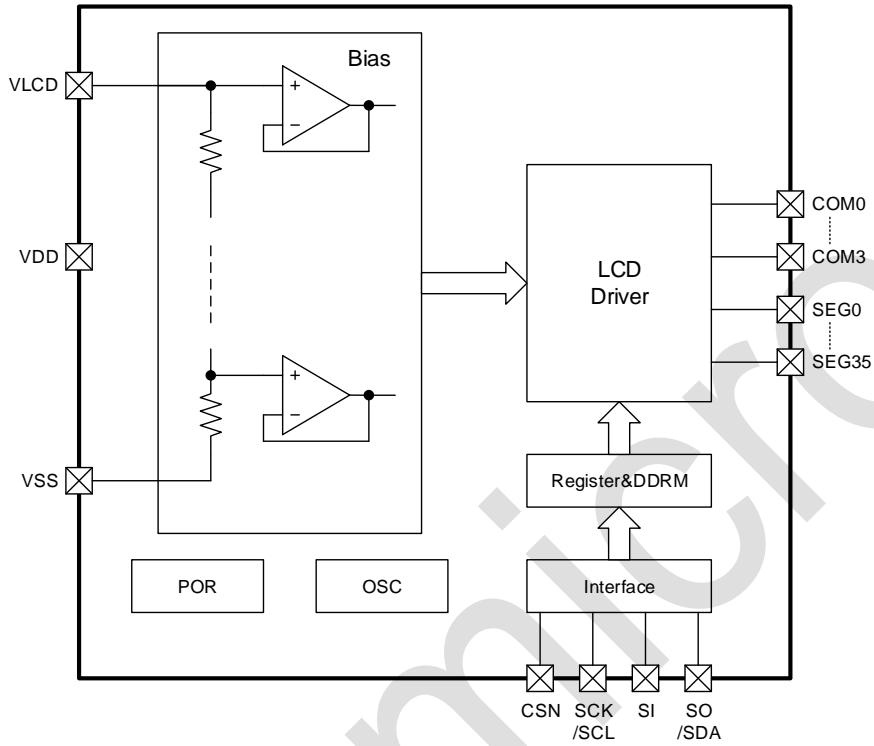 Bias
VLCD
+
−
VDD
+
−
VSS
LCD
Driver
COM0
COM3
SEG0
SEG35
Register&DDRM
Interface
POR
OSC
CSN
SCK
/SCL
SI
SO
/SDA
micro